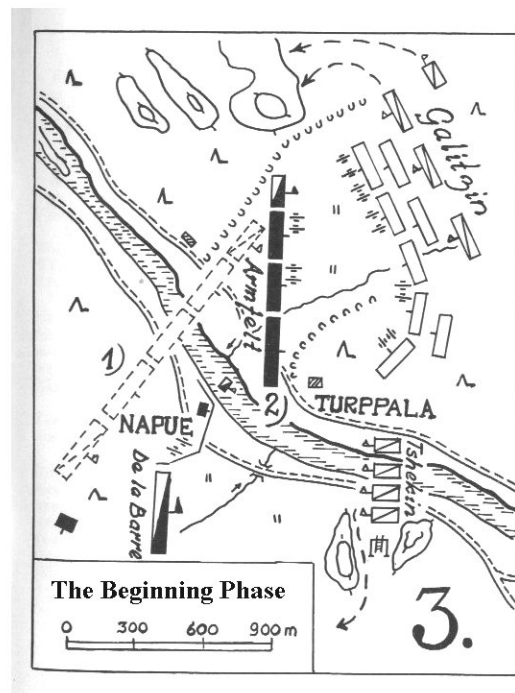 Galitzin
Armfelt
1)
2)
NAPUE
TURPPALA
De la Barre
Tshekin
The Beginning Phase
0 300 600 900 m
3.